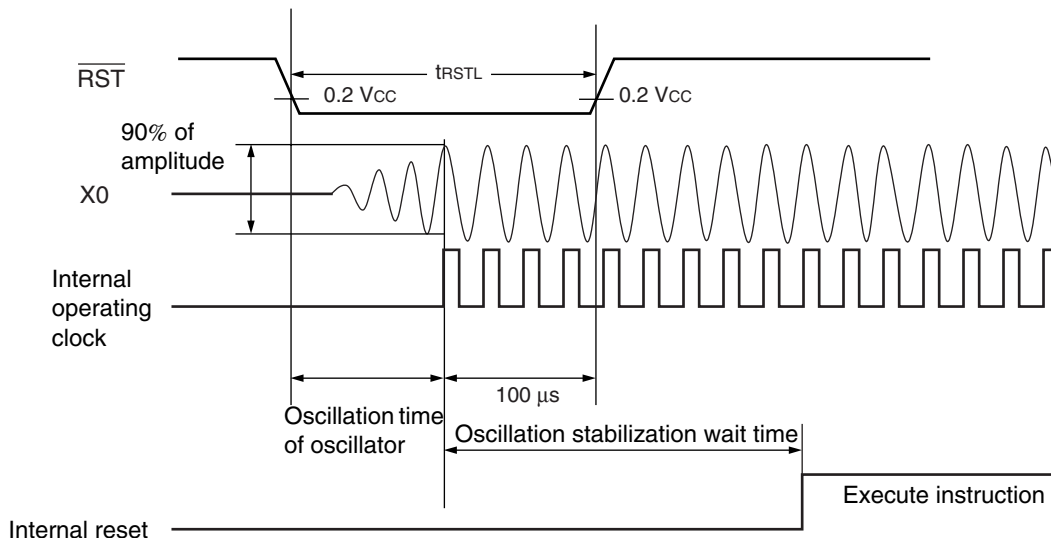 RST
tRSTL
0.2 VCC
0.2 VCC
90% of
amplitude
X0
Internal
operating
clock
100 μs
Oscillation time
of oscillator
Oscillation stabilization wait time
Execute instruction
Internal reset